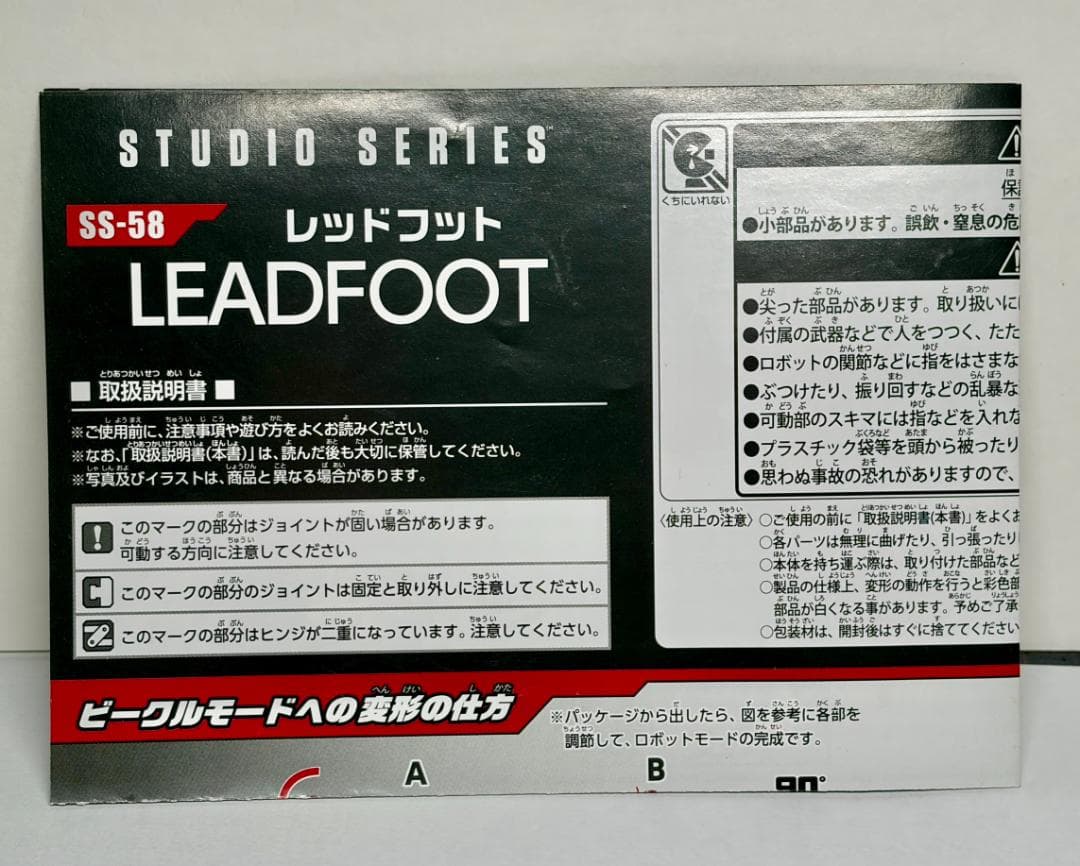 STUDIO SERIES™
SS-58
レッドフット
LEADFOOT
■ 取扱説明書 ■
とりあつかいせつ めい しょ
※ご使用前に、注意事項や遊び方をよくお読みください。
※なお、「取扱説明書(本書)」は、読んだ後も大切に保管してください。
※写真及びイラストは、商品と異なる場合があります。
このマークの部分はジョイントが固い場合があります。
可動する方向に注意してください。
このマークの部分のジョイントは固定と取り外しに注意してください。
このマークの部分はヒンジが二重になっています。注意してください。
くちにいれない
●小部品があります。誤飲・窒息の危
●尖った部品があります。取り扱いに
●付属の武器などで人をつつく、たた
●ロボットの関節などに指をはさまな
●ぶつけたり、振り回すなどの乱暴な
●可動部のスキマには指などを入れな
●プラスチック袋等を頭から被ったり
●思わぬ事故の恐れがありますので、
〈使用上の注意〉
○ご使用の前に「取扱説明書(本書)」をよくお
○各パーツは無理に曲げたり、引っ張ったり
○本体を持ち運ぶ際は、取り付けた部品など
○製品の仕様上、変形の動作を行うと彩色部
部品が白くなる事があります。予めご了承
○包装材は、開封後はすぐに捨ててください
ビークルモードへの変形の仕方
※パッケージから出したら、図を参考に各部を
調節して、ロボットモードの完成です。
A
B
90°